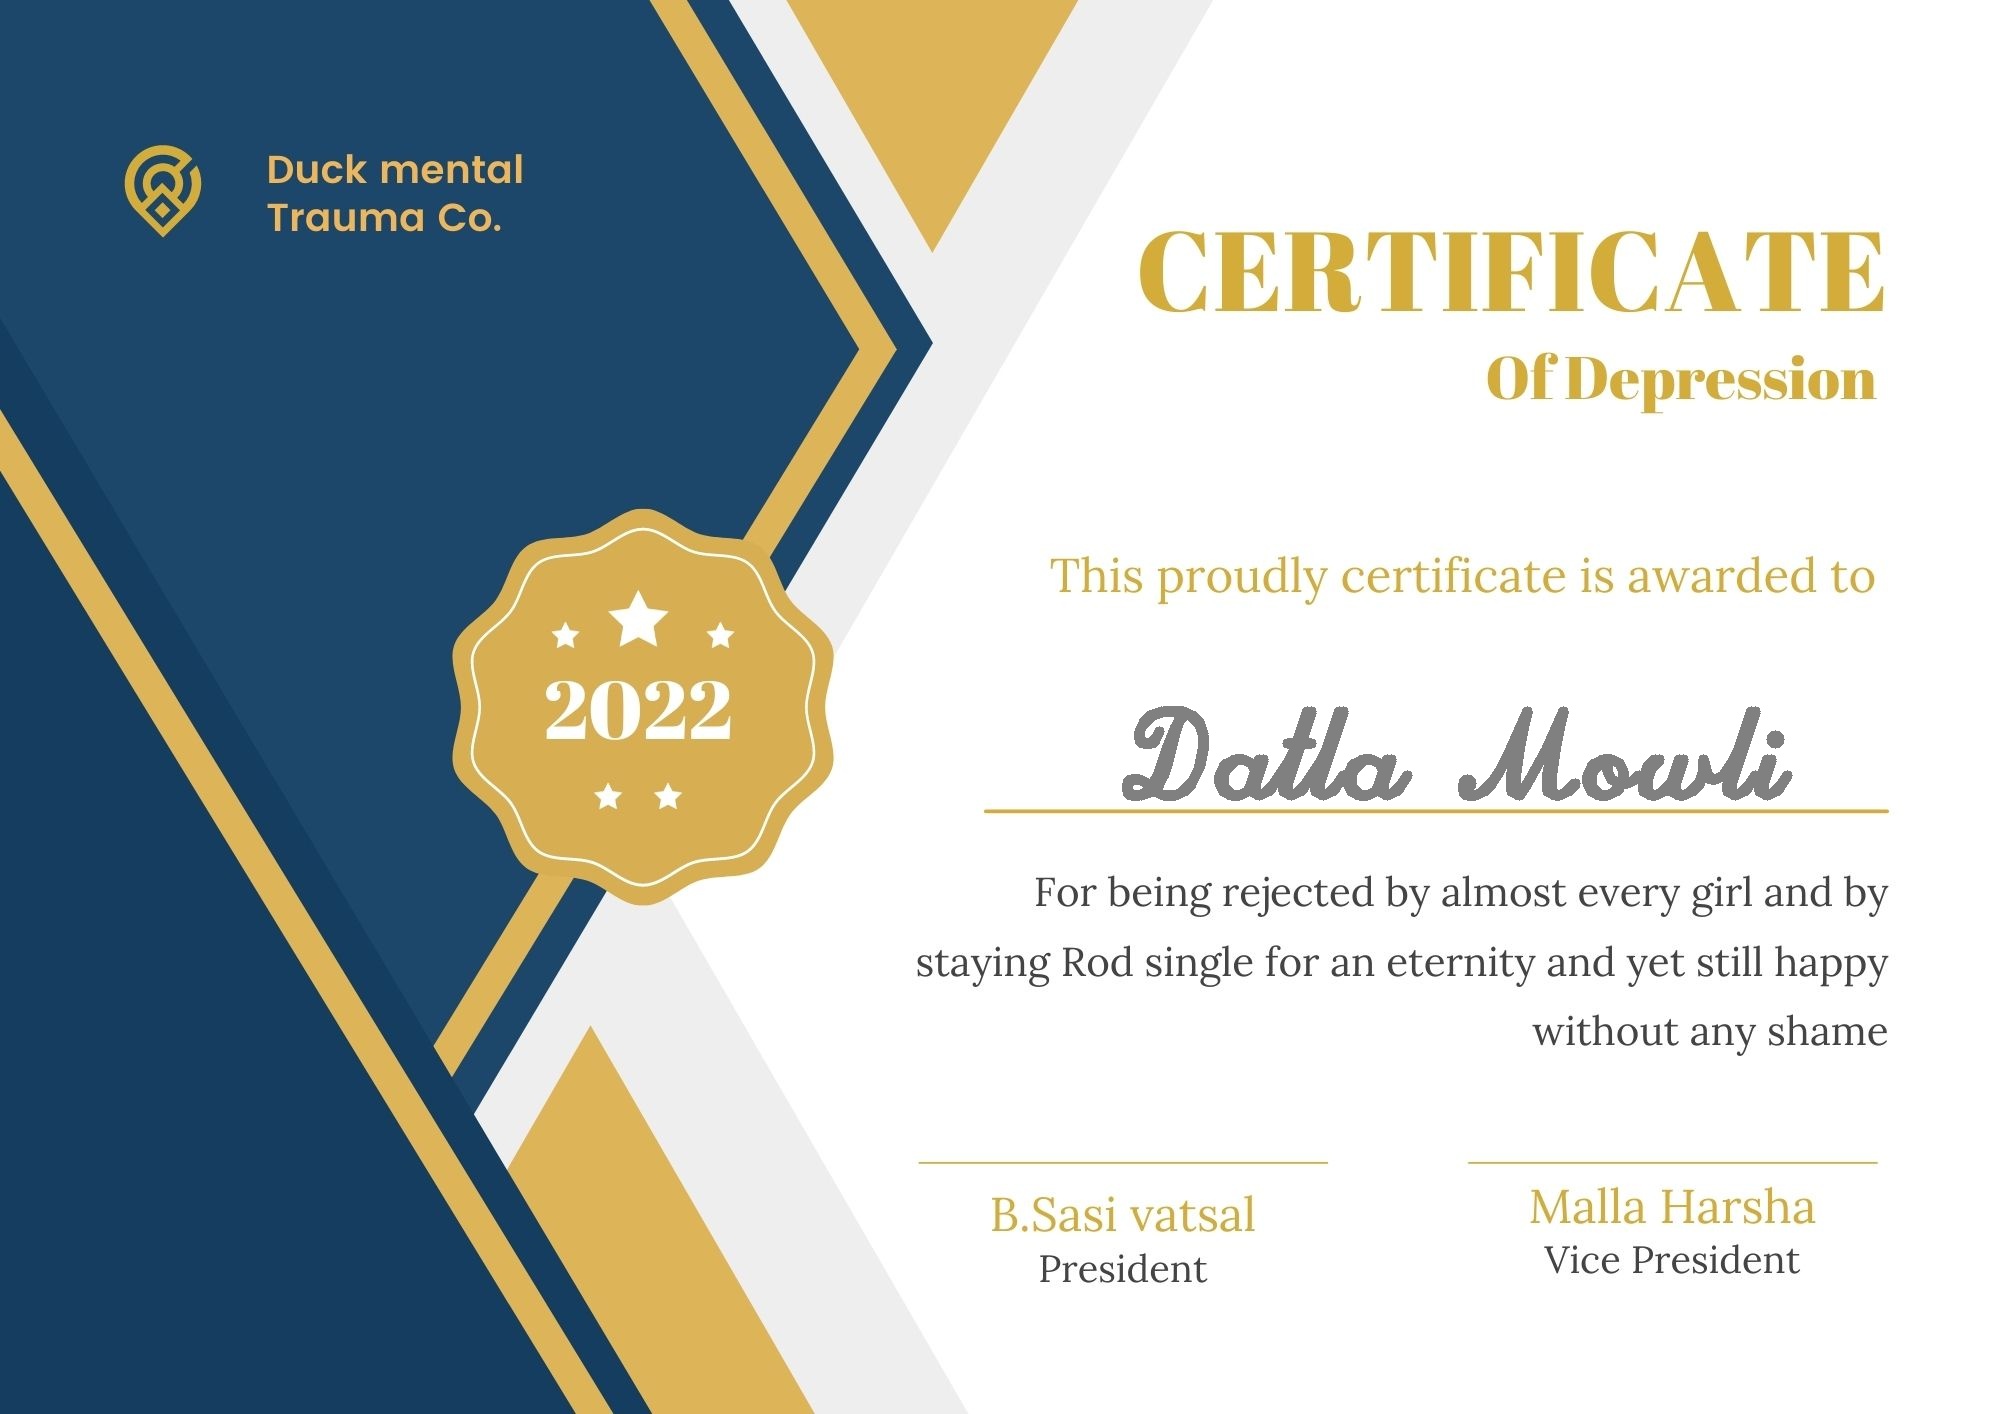 Duck mental
Trauma Co.
CERTIFICATE
Of Depression
This proudly certificate is awarded to
2022
Datla Mowli
For being rejected by almost every girl and by
staying Rod single for an eternity and yet still happy
without any shame
B.Sasi vatsal
President
Malla Harsha
Vice President